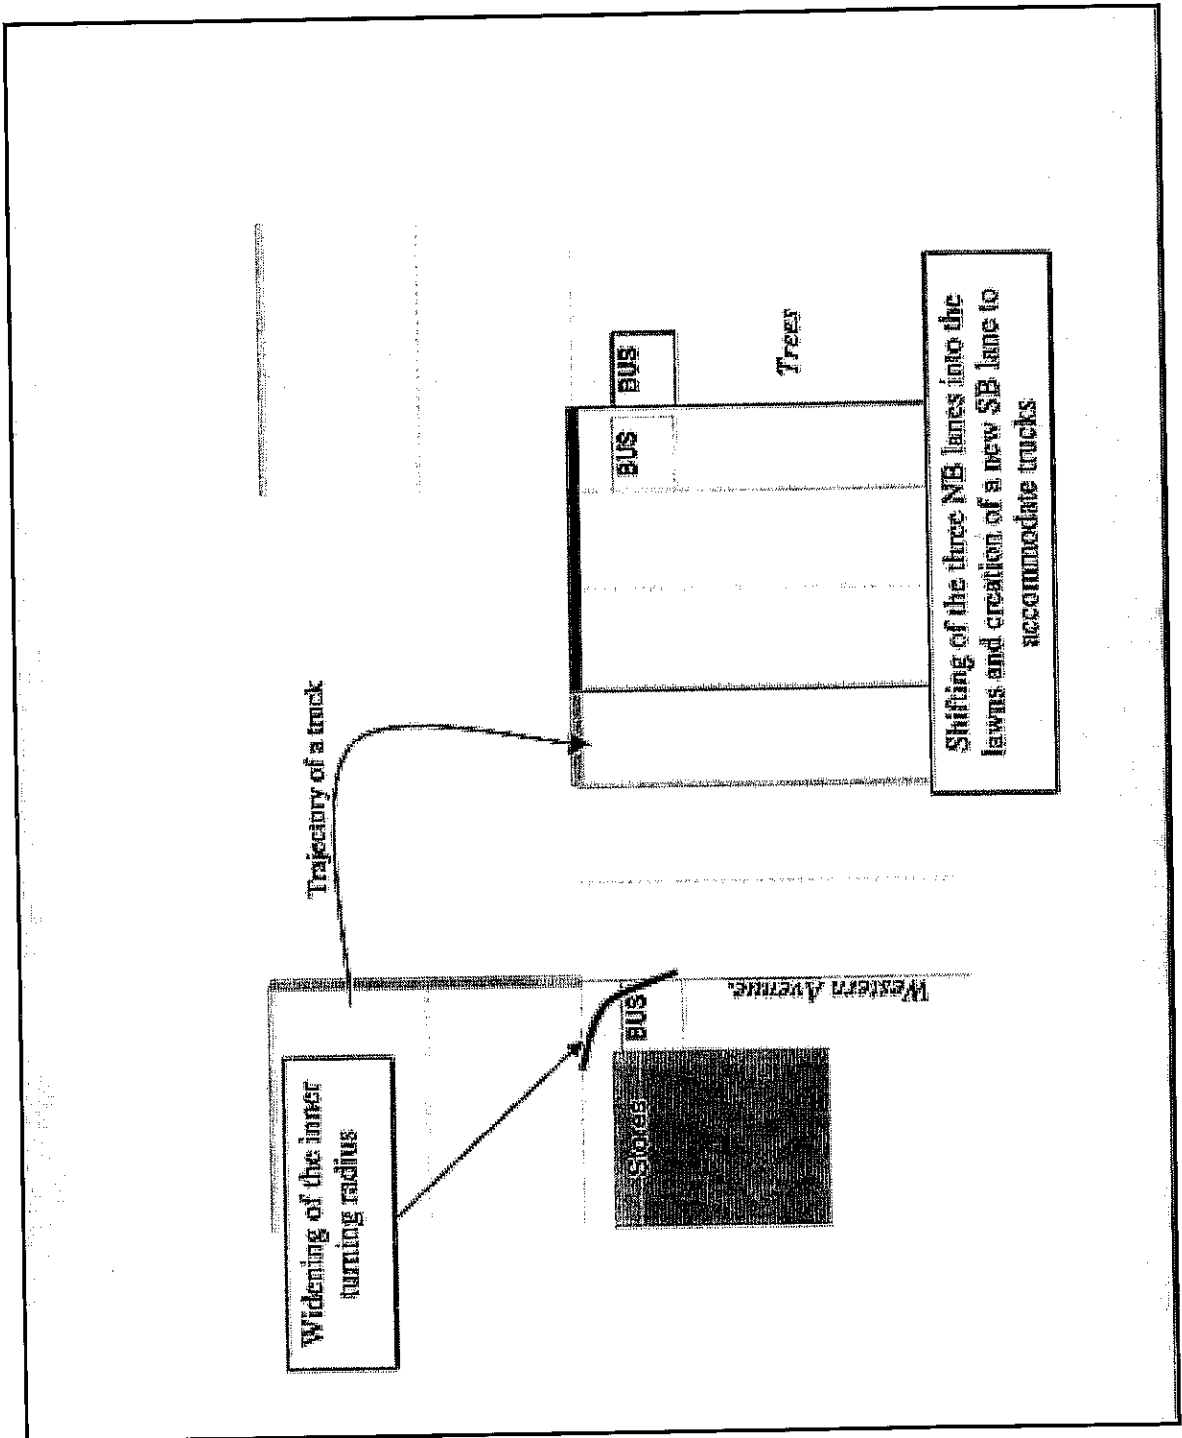 Widening of the inner
turning radius
Trajectory of a truck
BUS
Stores
Western Avenue.
BUS
BUS
Trees
Shifting of the three NB lanes into the
lawns and creation of a new SB lane to
accommodate trucks